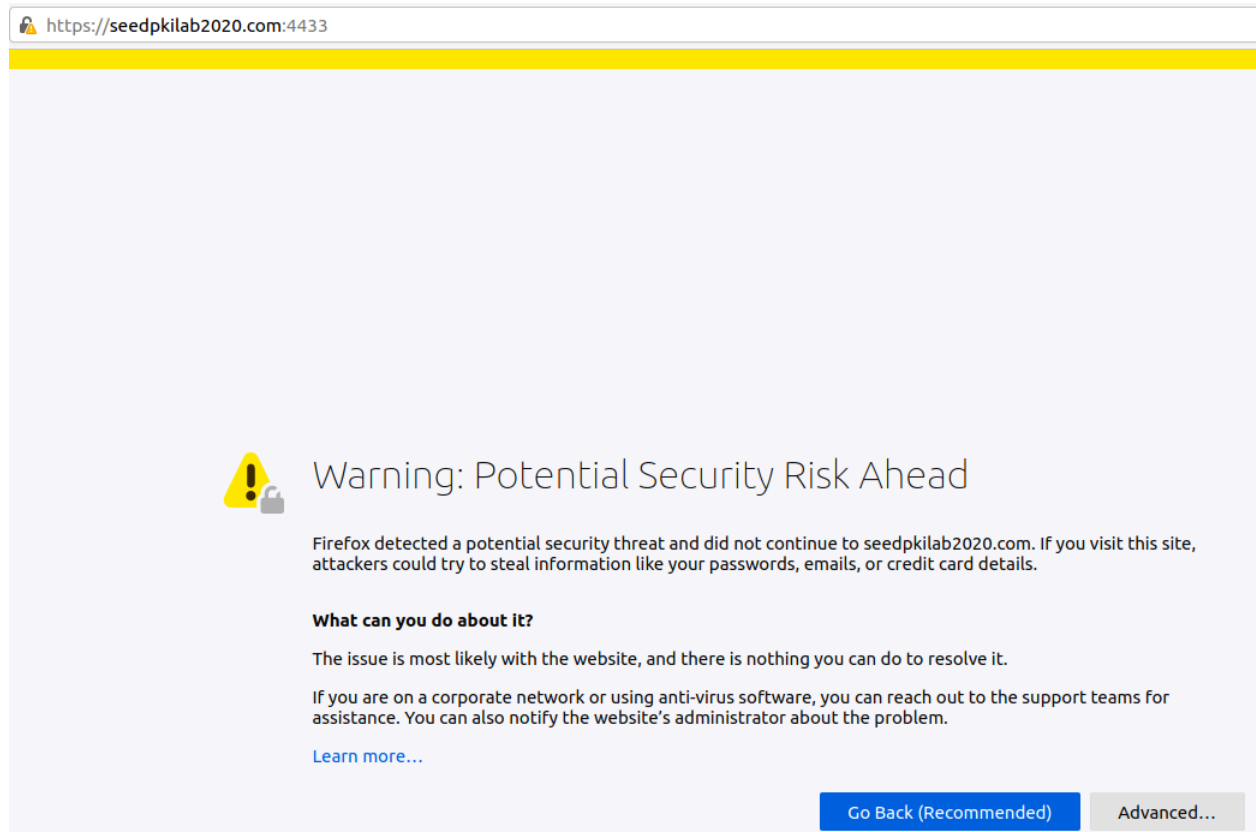 https://seedpkilab2020.com:4433
Warning: Potential Security Risk Ahead
Firefox detected a potential security threat and did not continue to seedpkilab2020.com. If you visit this site,
attackers could try to steal information like your passwords, emails, or credit card details.
What can you do about it?
The issue is most likely with the website, and there is nothing you can do to resolve it.
If you are on a corporate network or using anti-virus software, you can reach out to the support teams for
assistance. You can also notify the website’s administrator about the problem.
Learn more…
Go Back (Recommended) Advanced…